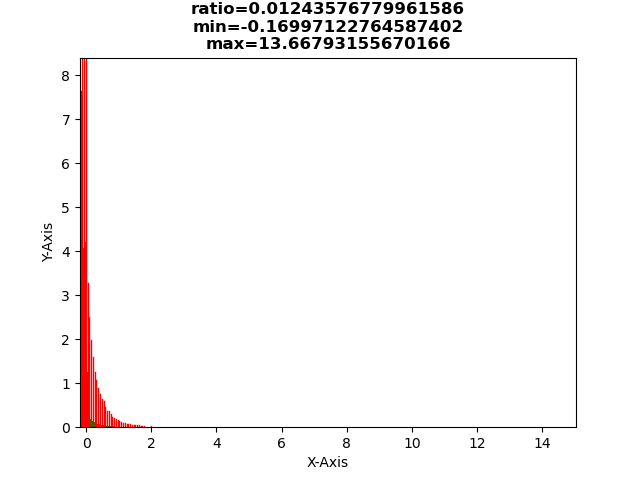 ratio=0.01243576779961586
min=-0.16997122764587402
max=13.66793155670166
8
7
6
5
4
3
2
1
0
Y-Axis
0 2 4 6 8 10 12 14
X-Axis